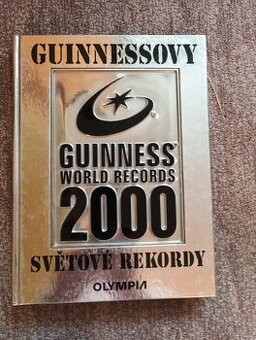 GUINNESSOVY
GUINNESS
WORLD RECORDS
2000
SVĚTOVÉ REKORDY
OLYMPIA